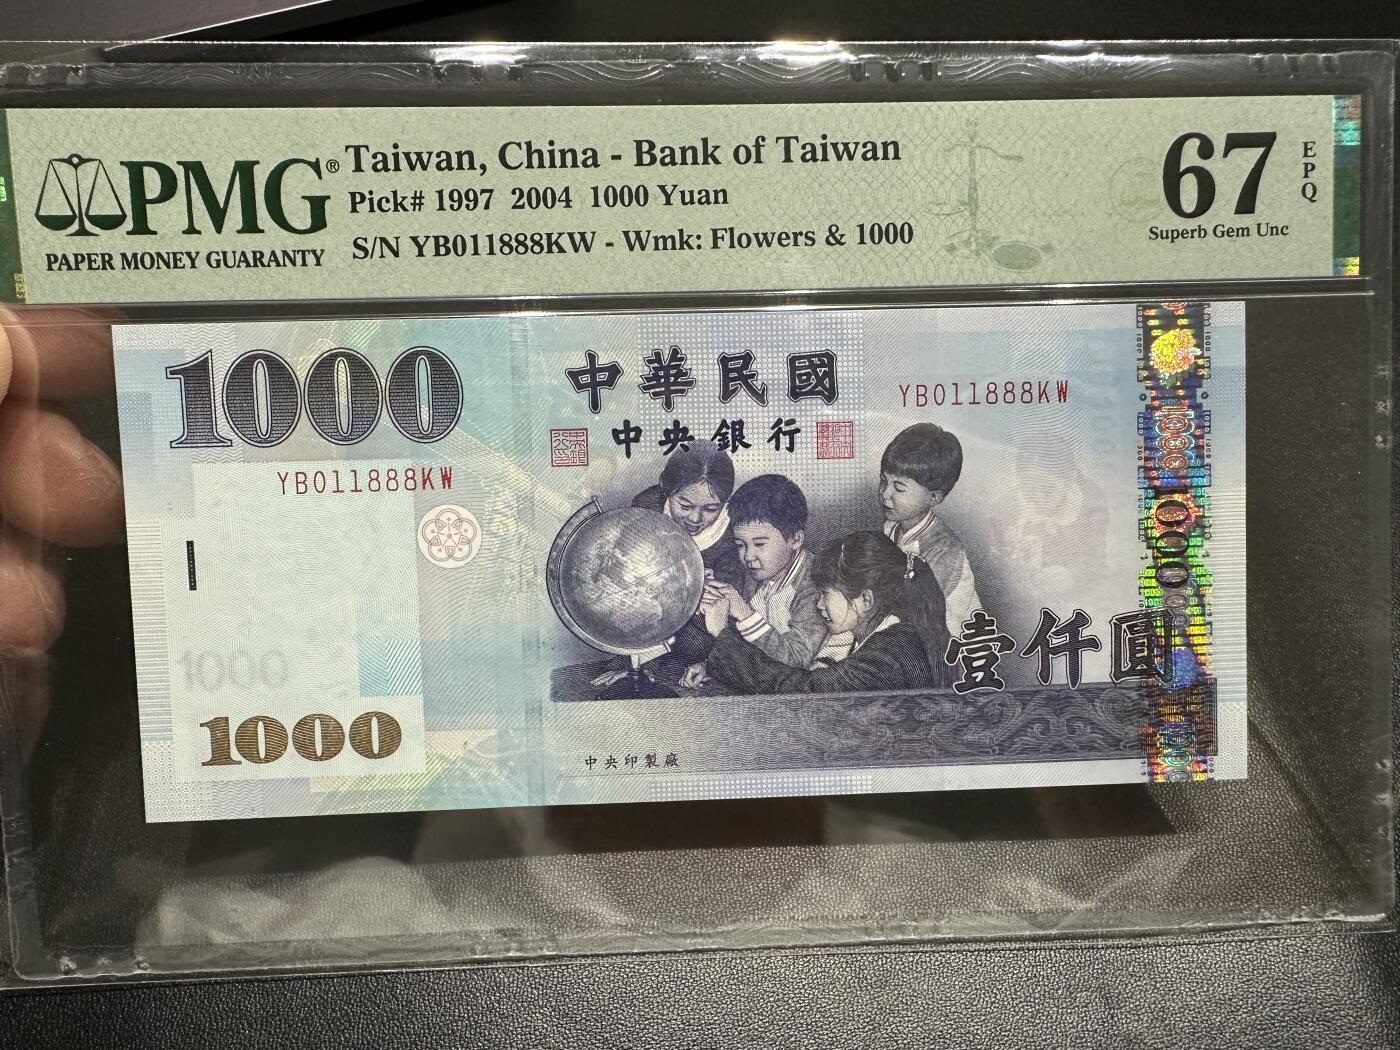 PMG®
PAPER MONEY GUARANTY
Taiwan, China - Bank of Taiwan
Pick# 1997 2004 1000 Yuan
S/N YB011888KW - Wmk: Flowers & 1000
67
EPQ
Superb Gem Unc
1000
中華民國
中央銀行
YB011888KW
YB011888KW
1000
1000
1000
壹仟圓
中央印製廠